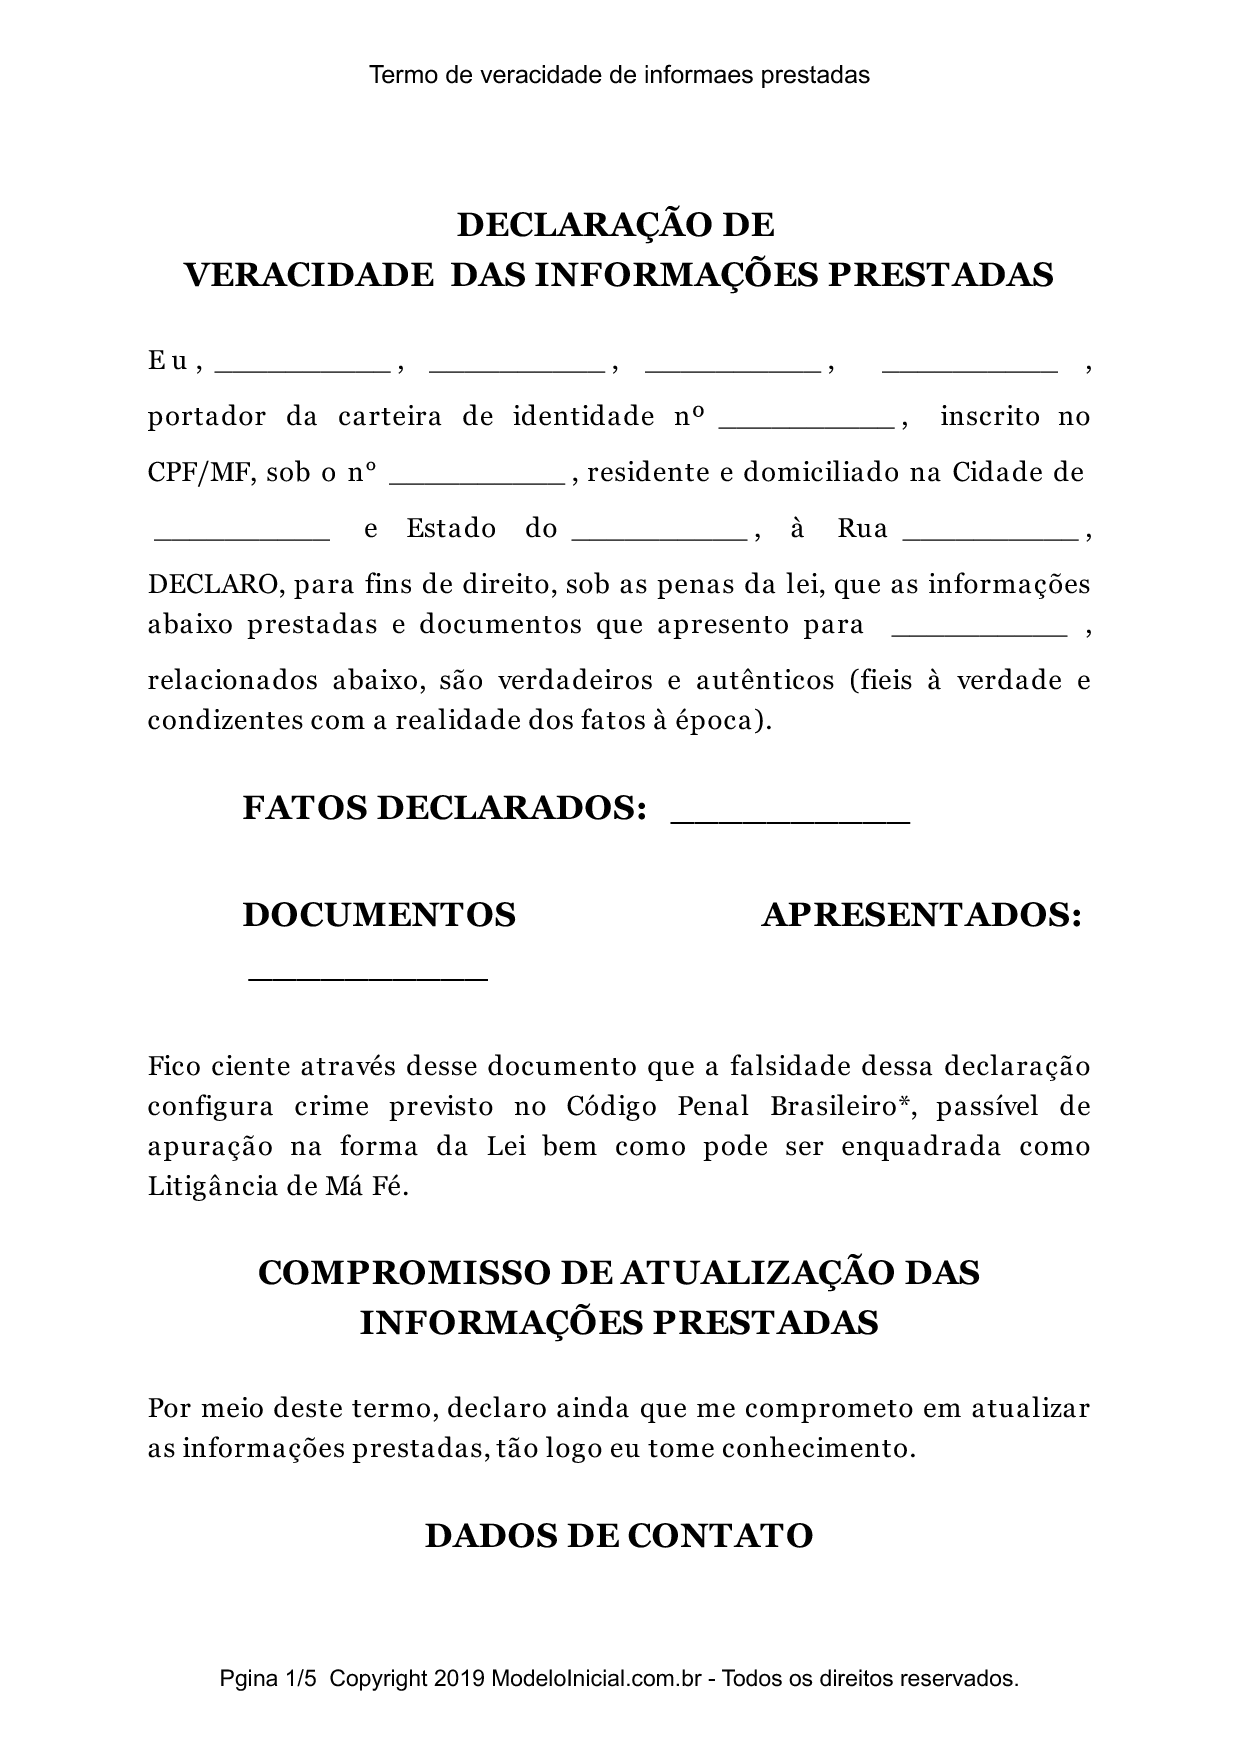 Termo de veracidade de informaes prestadas
DECLARAÇÃO DE
VERACIDADE DAS INFORMAÇÕES PRESTADAS
Eu, __________, __________, __________, __________ ,
portador da carteira de identidade nº __________, inscrito no
CPF/MF, sob o nº __________, residente e domiciliado na Cidade de
__________ e Estado do __________, à Rua __________,
DECLARO, para fins de direito, sob as penas da lei, que as informações
abaixo prestadas e documentos que apresento para __________ ,
relacionados abaixo, são verdadeiros e autênticos (fieis à verdade e
condizentes com a realidade dos fatos à época).
FATOS DECLARADOS: __________
DOCUMENTOS APRESENTADOS:
__________
Fico ciente através desse documento que a falsidade dessa declaração
configura crime previsto no Código Penal Brasileiro*, passível de
apuração na forma da Lei bem como pode ser enquadrada como
Litigância de Má Fé.
COMPROMISSO DE ATUALIZAÇÃO DAS
INFORMAÇÕES PRESTADAS
Por meio deste termo, declaro ainda que me comprometo em atualizar
as informações prestadas, tão logo eu tome conhecimento.
DADOS DE CONTATO
Pgina 1/5 Copyright 2019 ModeloInicial.com.br - Todos os direitos reservados.